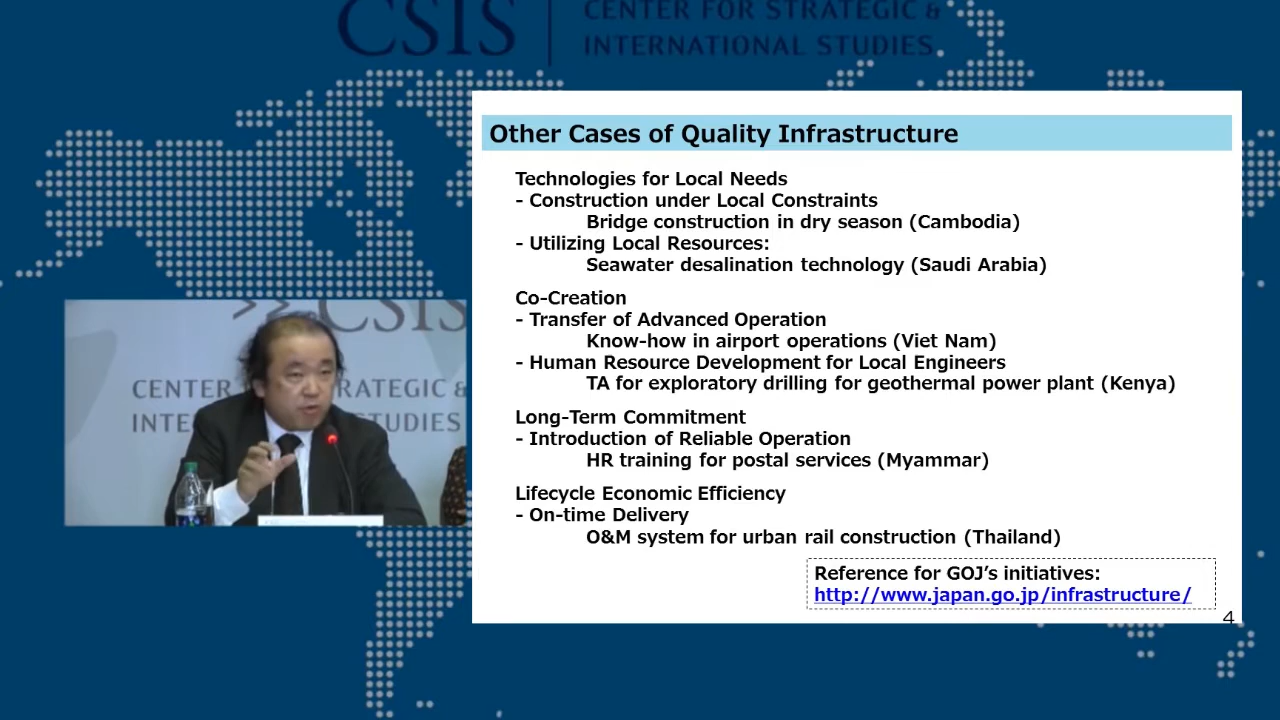 CSIS
CENTER FOR STRATEGIC &
INTERNATIONAL STUDIES
Other Cases of Quality Infrastructure
Technologies for Local Needs
- Construction under Local Constraints
Bridge construction in dry season (Cambodia)
- Utilizing Local Resources:
Seawater desalination technology (Saudi Arabia)
Co-Creation
- Transfer of Advanced Operation
Know-how in airport operations (Viet Nam)
- Human Resource Development for Local Engineers
TA for exploratory drilling for geothermal power plant (Kenya)
Long-Term Commitment
- Introduction of Reliable Operation
HR training for postal services (Myammar)
Lifecycle Economic Efficiency
- On-time Delivery
O&M system for urban rail construction (Thailand)
Reference for GOJ's initiatives:
http://www.japan.go.jp/infrastructure/
4
CSIS
CENTER RATEGIC &
INTE TUDIES